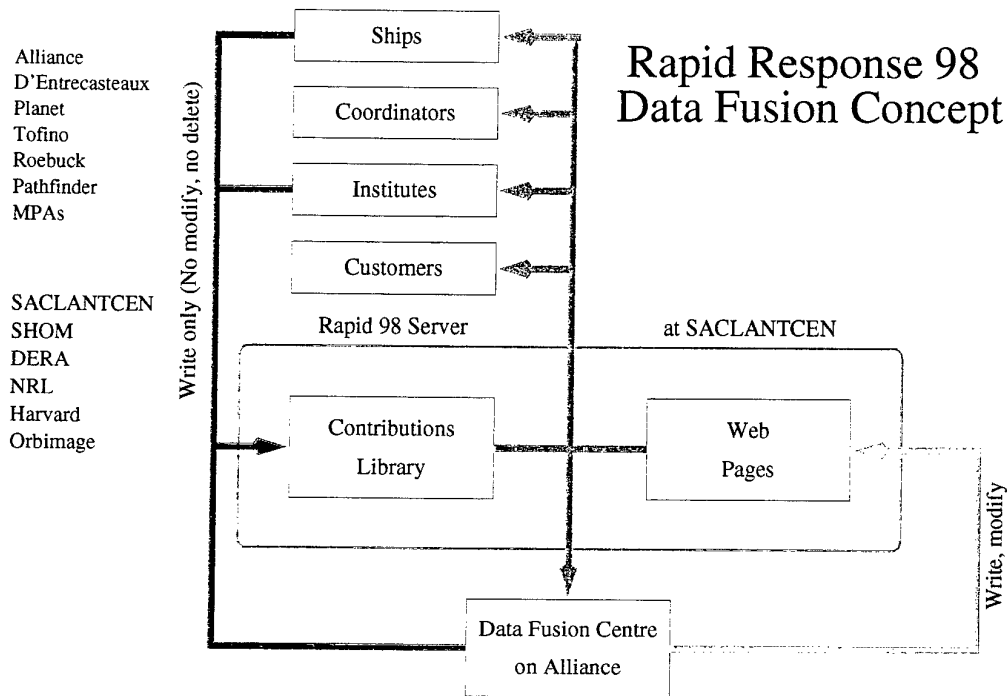 Rapid Response 98
Data Fusion Concept
Alliance
D'Entrecasteaux
Planet
Tofino
Roebuck
Pathfinder
MPAs
SACLANTCEN
SHOM
DERA
NRL
Harvard
Orbimage
Write only (No modify, no delete)
Ships
Coordinators
Institutes
Customers
Rapid 98 Server
at SACLANTCEN
Contributions
Library
Web
Pages
Write, modify
Data Fusion Centre
on Alliance